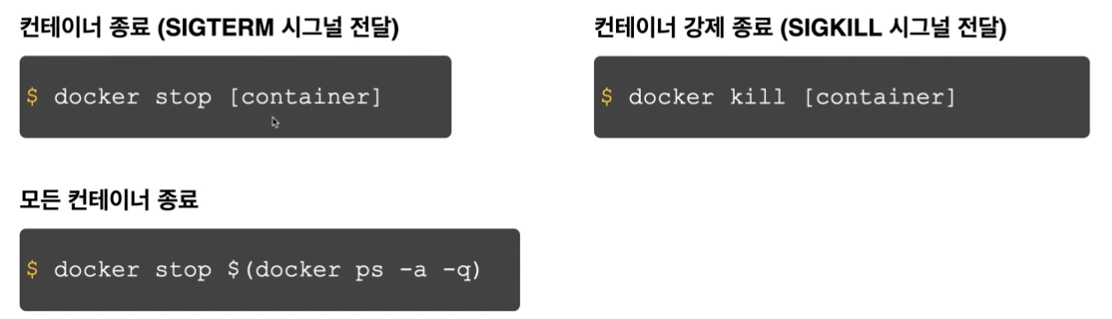 컨테이너 종료 (SIGTERM 시그널 전달)
$ docker stop [container]
컨테이너 강제 종료 (SIGKILL 시그널 전달)
$ docker kill [container]
모든 컨테이너 종료
$ docker stop $(docker ps -a -q)